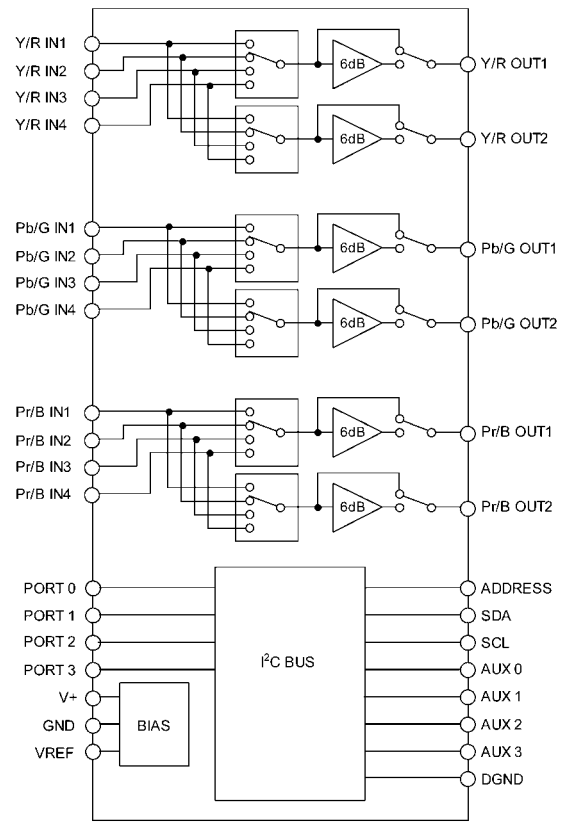 Y/R IN1
Y/R IN2
Y/R IN3
Y/R IN4
6dB
Y/R OUT1
6dB
Y/R OUT2
Pb/G IN1
Pb/G IN2
Pb/G IN3
Pb/G IN4
6dB
Pb/G OUT1
6dB
Pb/G OUT2
Pr/B IN1
Pr/B IN2
Pr/B IN3
Pr/B IN4
6dB
Pr/B OUT1
6dB
Pr/B OUT2
PORT 0
PORT 1
PORT 2
PORT 3
V+
GND
VREF
BIAS
I²C BUS
ADDRESS
SDA
SCL
AUX 0
AUX 1
AUX 2
AUX 3
DGND